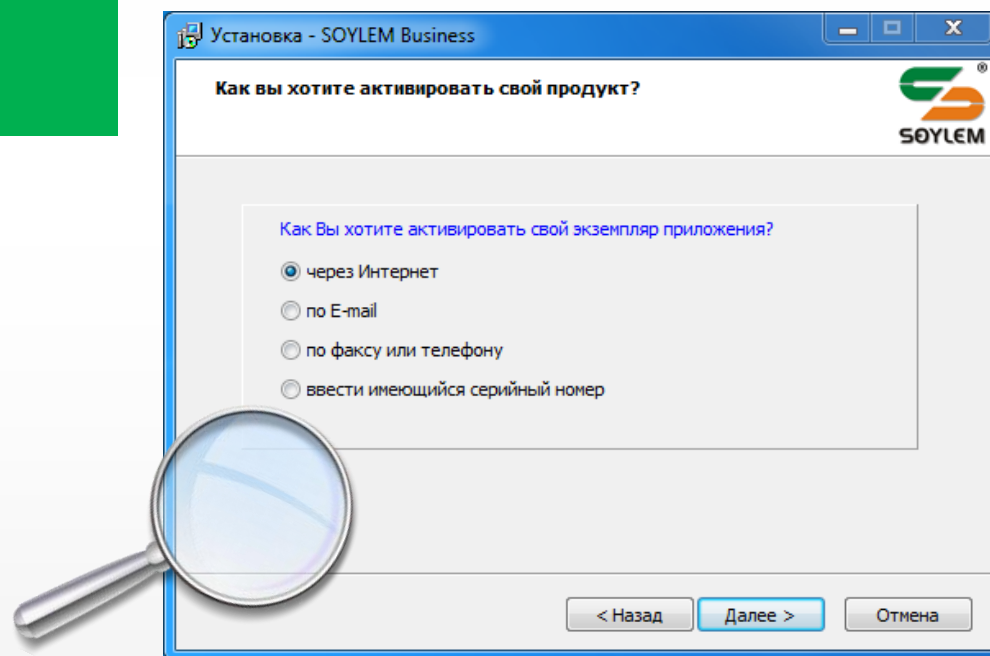 Установка - SOYLEM Business
Как вы хотите активировать свой продукт?
®
SOYLEM
Как Вы хотите активировать свой экземпляр приложения?
через Интернет
по E-mail
по факсу или телефону
ввести имеющийся серийный номер
< Назад
Далее >
Отмена